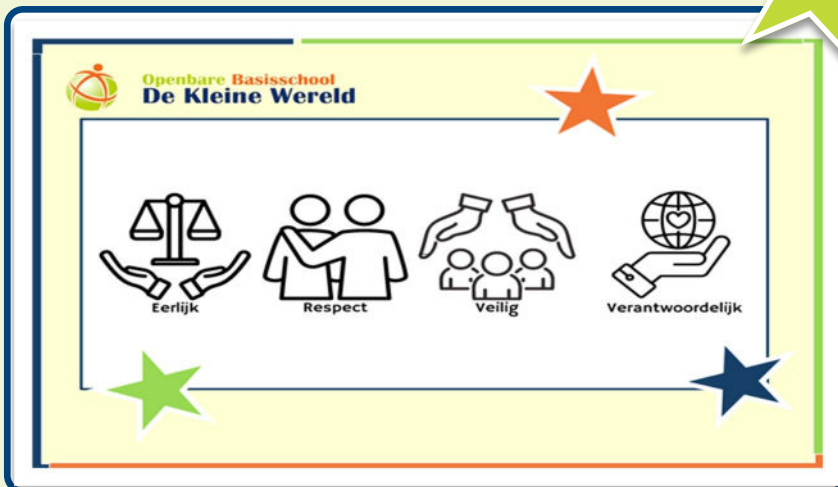 Openbare Basisschool
De Kleine Wereld
Eerlijk
Respect
Veilig
Verantwoordelijk